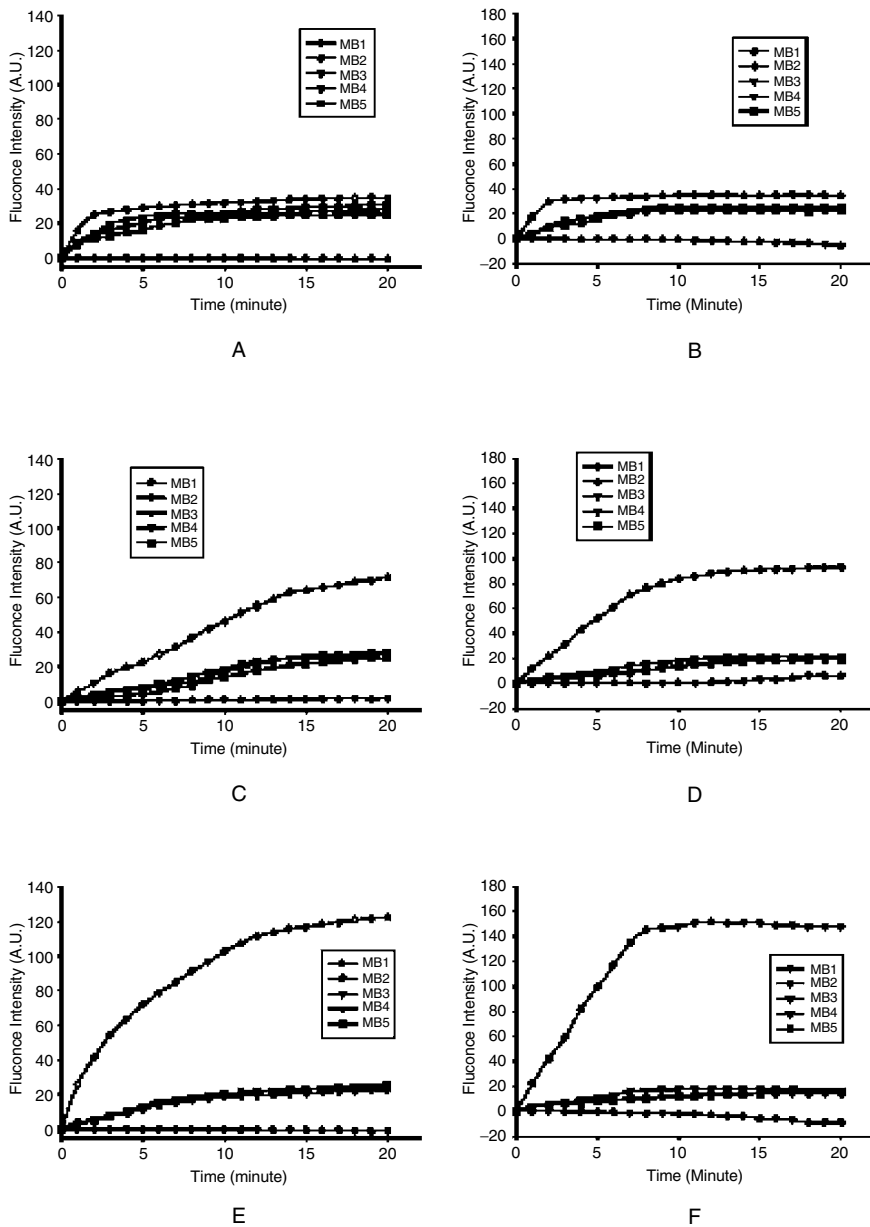 140
120
100
80
60
40
20
0
Fluconce Intensity (A.U.)
MB1
MB2
MB3
MB4
MB5
0 5 10 15 20
Time (minute)
A
180
160
140
120
100
80
60
40
20
0
–20
Fluconce Intensity (A.U.)
MB1
MB2
MB3
MB4
MB5
0 5 10 15 20
Time (Minute)
B
140
120
100
80
60
40
20
0
Fluconce Intensity (A.U.)
MB1
MB2
MB3
MB4
MB5
0 5 10 15 20
Time (minute)
C
180
160
140
120
100
80
60
40
20
0
–20
Fluconce Intensity (A.U.)
MB1
MB2
MB3
MB4
MB5
0 5 10 15 20
Time (Minute)
D
140
120
100
80
60
40
20
0
Fluconce Intensity (A.U.)
MB1
MB2
MB3
MB4
MB5
0 5 10 15 20
Time (minute)
E
180
160
140
120
100
80
60
40
20
0
–20
Fluconce Intensity (A.U.)
MB1
MB2
MB3
MB4
MB5
0 5 10 15 20
Time (Minute)
F